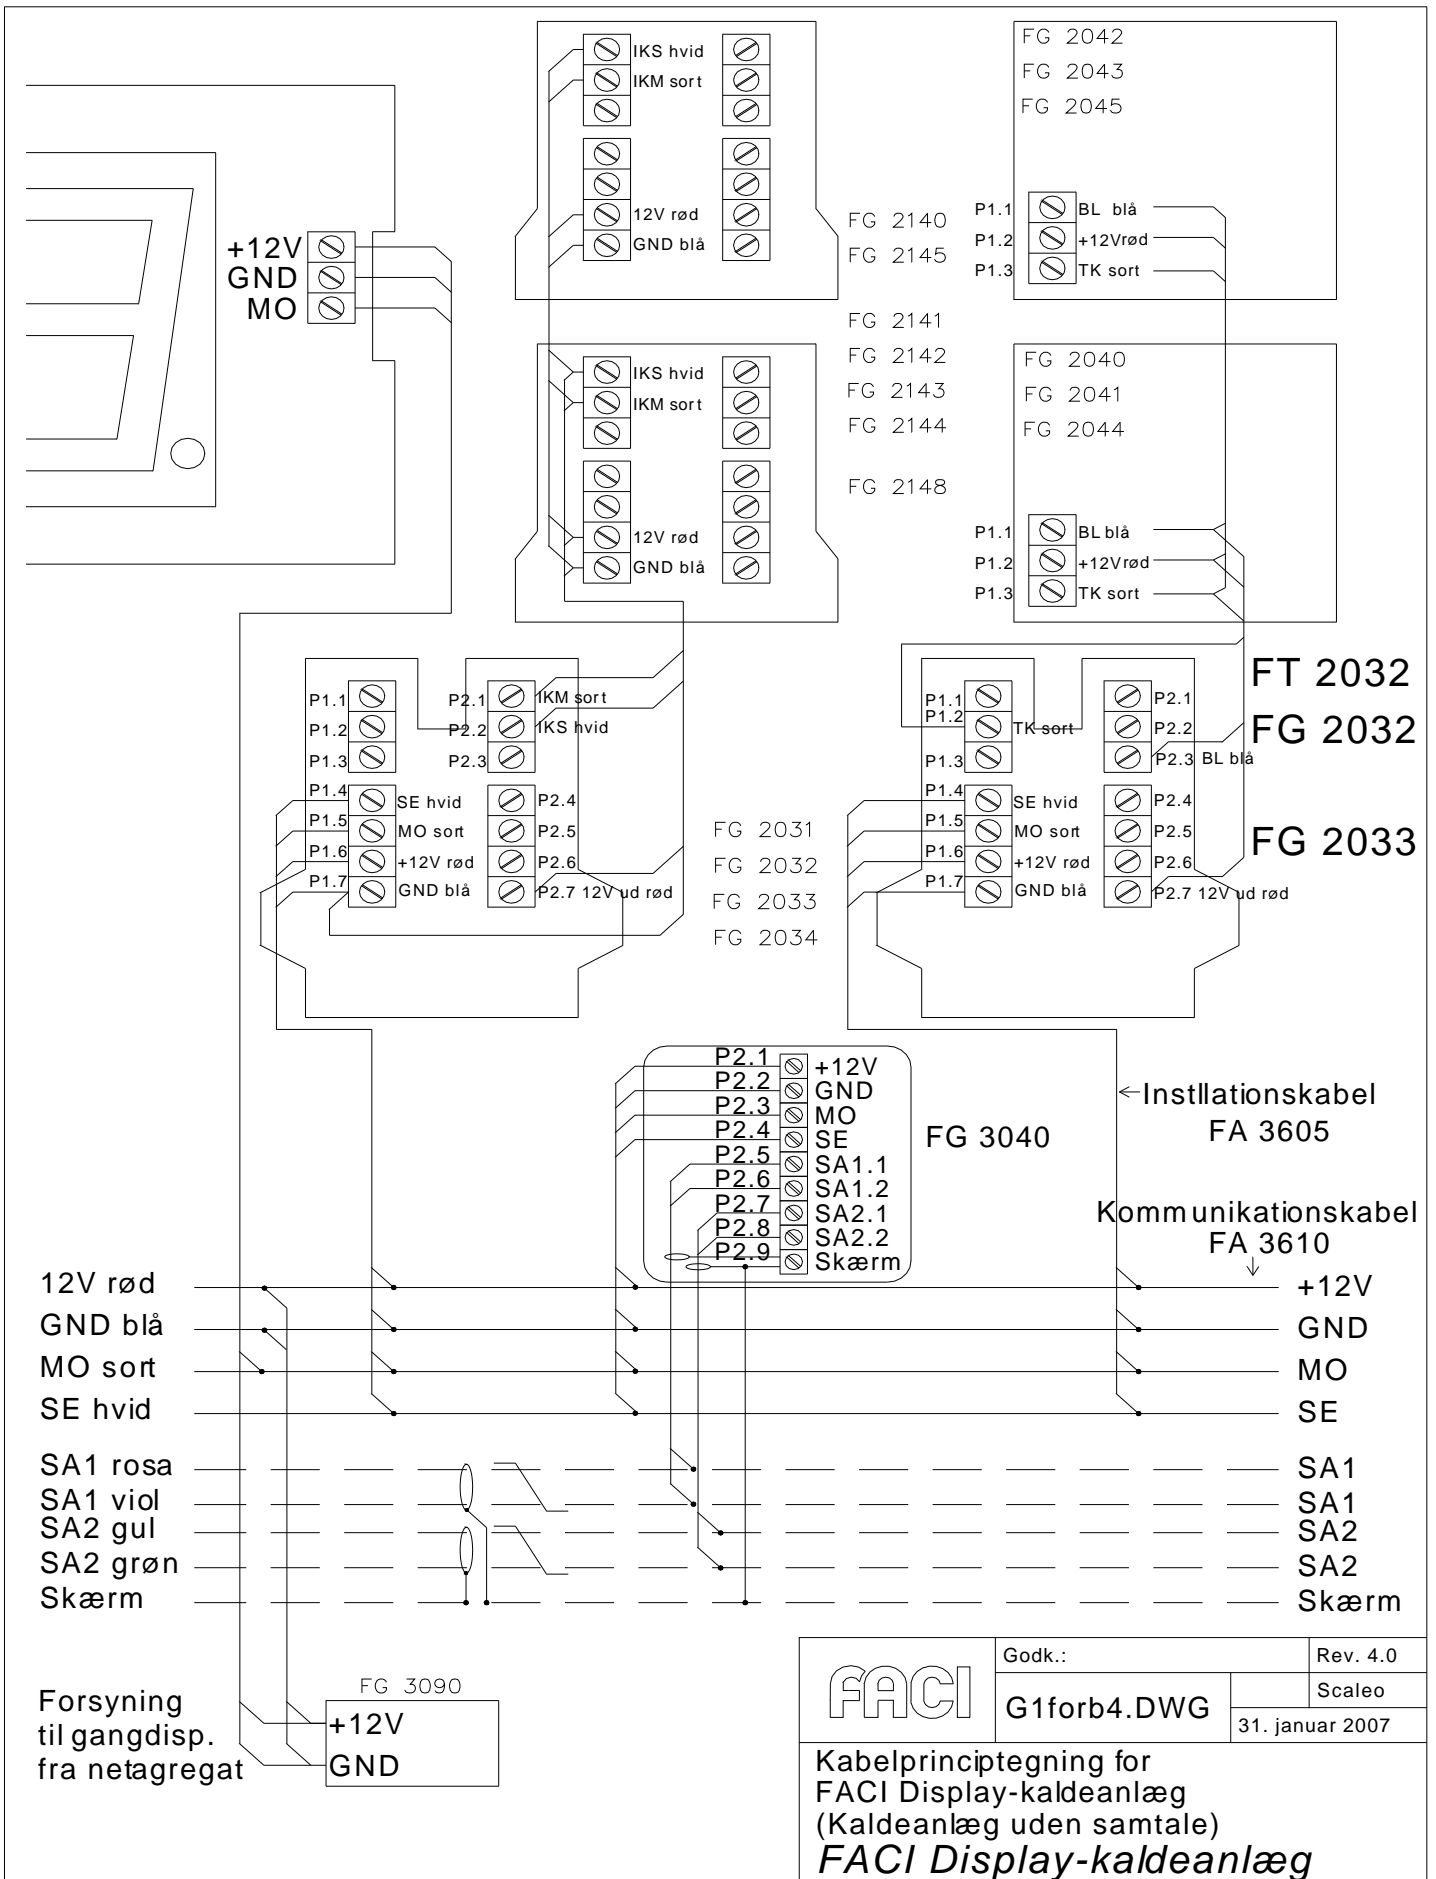 IKS hvid
IKM sort
12V rød
GND blå
FG 2042
FG 2043
FG 2045
P1.1 BL blå
P1.2 +12Vrød
P1.3 TK sort
+12V
GND
MO
FG 2140
FG 2145
FG 2141
FG 2142
FG 2143
FG 2144
FG 2148
IKS hvid
IKM sort
12V rød
GND blå
FG 2040
FG 2041
FG 2044
P1.1 BL blå
P1.2 +12Vrød
P1.3 TK sort
P1.1 P2.1 IKM sort
P1.2 P2.2 IKS hvid
P1.3 P2.3
P1.4 SE hvid P2.4
P1.5 MO sort P2.5
P1.6 +12V rød P2.6
P1.7 GND blå P2.7 12V ud rød
FG 2031
FG 2032
FG 2033
FG 2034
P1.1 P2.1
P1.2 TK sort P2.2
P1.3 P2.3 BL blå
P1.4 SE hvid P2.4
P1.5 MO sort P2.5
P1.6 +12V rød P2.6
P1.7 GND blå P2.7 12V ud rød
FT 2032
FG 2032
FG 2033
P2.1 +12V
P2.2 GND
P2.3 MO
P2.4 SE
P2.5 SA1.1
P2.6 SA1.2
P2.7 SA2.1
P2.8 SA2.2
P2.9 Skærm
FG 3040
Instllationskabel
FA 3605
Kommunikationskabel
FA 3610
12V rød +12V
GND blå GND
MO sort MO
SE hvid SE
SA1 rosa SA1
SA1 viol SA1
SA2 gul SA2
SA2 grøn SA2
Skærm Skærm
FG 3090
Forsyning
til gangdisp.
fra netagregat
+12V
GND
FACI
Godk.:
Rev. 4.0
G1forb4.DWG
Scaleo
31. januar 2007
Kabelprinciptegning for
FACI Display-kaldeanlæg
(Kaldeanlæg uden samtale)
FACI Display-kaldeanlæg